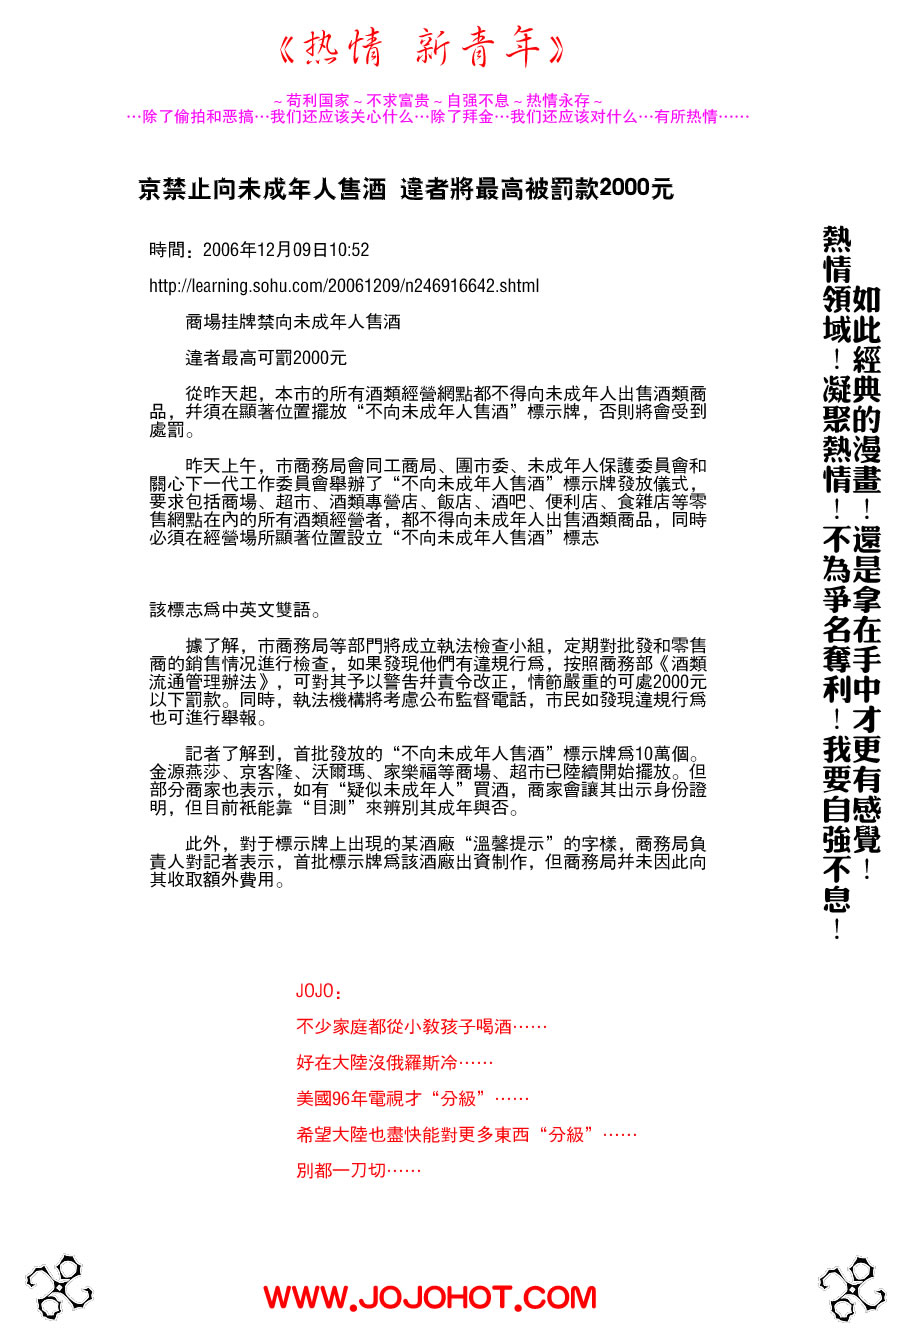 《热情 新青年》
～苟利国家～不求富贵～自强不息～热情永存～
…除了偷拍和恶搞…我们还应该关心什么…除了拜金…我们还应该对什么…有所热情……
京禁止向未成年人售酒 違者將最高被罰款2000元
時間：2006年12月09日10:52
http://learning.sohu.com/20061209/n246916642.shtml
商場挂牌禁向未成年人售酒
違者最高可罰2000元
從昨天起，本市的所有酒類經營網點都不得向未成年人出售酒類商
品，幷須在顯著位置擺放“不向未成年人售酒”標示牌，否則將會受到
處罰。
昨天上午，市商務局會同工商局、團市委、未成年人保護委員會和
關心下一代工作委員會舉辦了“不向未成年人售酒”標示牌發放儀式，
要求包括商場、超市、酒類專營店、飯店、酒吧、便利店、食雜店等零
售網點在內的所有酒類經營者，都不得向未成年人出售酒類商品，同時
必須在經營場所顯著位置設立“不向未成年人售酒”標志
該標志爲中英文雙語。
據了解，市商務局等部門將成立執法檢查小組，定期對批發和零售
商的銷售情况進行檢查，如果發現他們有違規行爲，按照商務部《酒類
流通管理辦法》，可對其予以警告幷責令改正，情節嚴重的可處2000元
以下罰款。同時，執法機構將考慮公布監督電話，市民如發現違規行爲
也可進行舉報。
記者了解到，首批發放的“不向未成年人售酒”標示牌爲10萬個。
金源燕莎、京客隆、沃爾瑪、家樂福等商場、超市已陸續開始擺放。但
部分商家也表示，如有“疑似未成年人”買酒，商家會讓其出示身份證
明，但目前衹能靠“目測”來辨別其成年與否。
此外，對于標示牌上出現的某酒廠“溫馨提示”的字樣，商務局負
責人對記者表示，首批標示牌爲該酒廠出資制作，但商務局幷未因此向
其收取額外費用。
如此經典的漫畫！還是拿在手中才更有感覺！
熱情領域！凝聚熱情！不為爭名奪利！我要自強不息！
JOJO：
不少家庭都從小敎孩子喝酒……
好在大陸沒俄羅斯冷……
美國96年電視才“分級”……
希望大陸也盡快能對更多東西“分級”……
別都一刀切……
WWW.JOJOHOT.COM